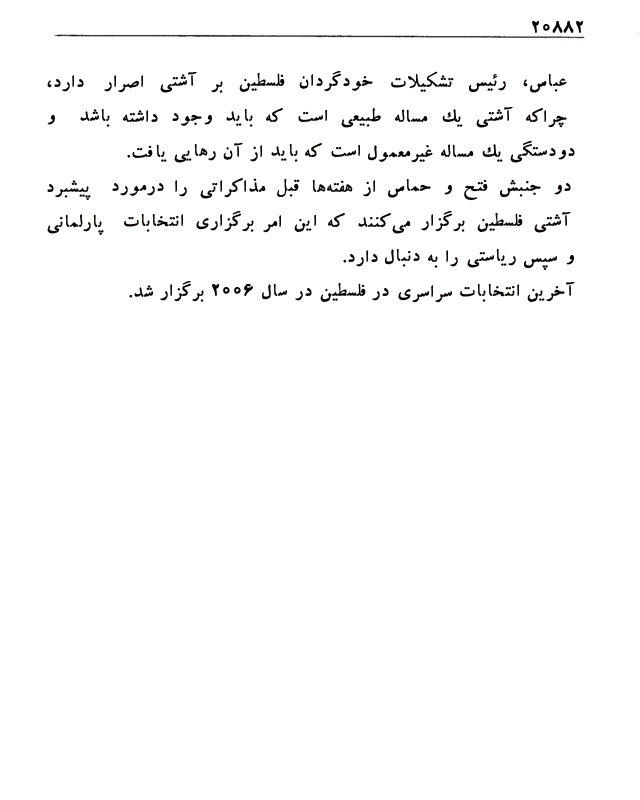 ۲۰۸۸۲
عباس، رئیس تشکیلات خودگردان فلسطین بر آشتی اصرار دارد،
چراکه آشتی یك مساله طبیعی است که باید وجود داشته باشد و
دودستگی یك مساله غیرمعمول است که باید از آن رهایی یافت.
دو جنبش فتح و حماس از هفته‌ها قبل مذاکراتی را درمورد پیشبرد
آشتی فلسطین برگزار می‌کنند که این امر برگزاری انتخابات پارلمانی
و سپس ریاستی را به دنبال دارد.
آخرین انتخابات سراسری در فلسطین در سال ۲۰۰۶ برگزار شد.